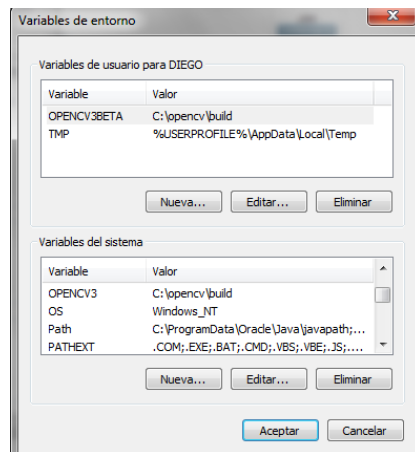 Variables de entorno
Variables de usuario para DIEGO
Variable Valor
OPENCV3BETA C:\opencv\build
TMP %USERPROFILE%\AppData\Local\Temp
Nueva... Editar... Eliminar
Variables del sistema
Variable Valor
OPENCV3 C:\opencv\build
OS Windows_NT
Path C:\ProgramData\Oracle\Java\javapath;...
PATHEXT .COM;.EXE;.BAT;.CMD;.VBS;.VBE;.JS;....
Nueva... Editar... Eliminar
Aceptar Cancelar